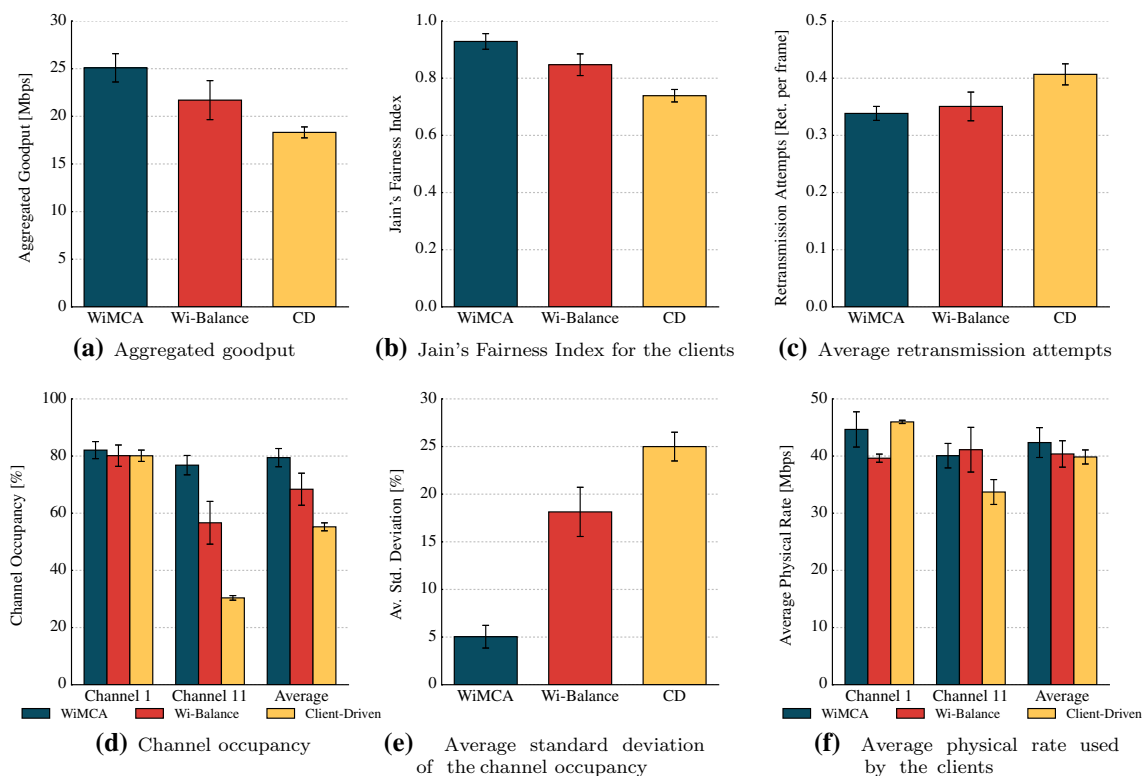 30
25
20
15
10
5
0
Aggregated Goodput [Mbps]
WiMCA Wi-Balance CD
(a) Aggregated goodput
1.0
0.8
0.6
0.4
0.2
0.0
Jain's Fairness Index
WiMCA Wi-Balance CD
(b) Jain's Fairness Index for the clients
0.5
0.4
0.3
0.2
0.1
0.0
Retransmission Attempts [Ret. per frame]
WiMCA Wi-Balance CD
(c) Average retransmission attempts
100
80
60
40
20
0
Channel Occupancy [%]
Channel 1 Channel 11 Average
WiMCA Wi-Balance Client-Driven
(d) Channel occupancy
30
25
20
15
10
5
0
Av. Std. Deviation [%]
WiMCA Wi-Balance CD
(e) Average standard deviation
of the channel occupancy
50
40
30
20
10
0
Average Physical Rate [Mbps]
Channel 1 Channel 11 Average
WiMCA Wi-Balance Client-Driven
(f) Average physical rate used
by the clients